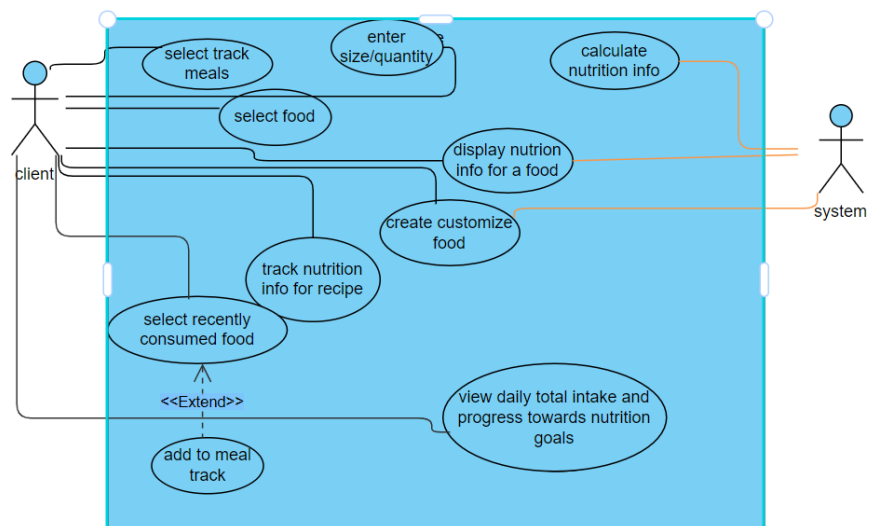 enter
size/quantity
select track
meals
calculate
nutrition info
select food
display nutrion
info for a food
client
system
create customize
food
track nutrition
info for recipe
select recently
consumed food
<<Extend>>
view daily total intake and
progress towards nutrition
goals
add to meal
track